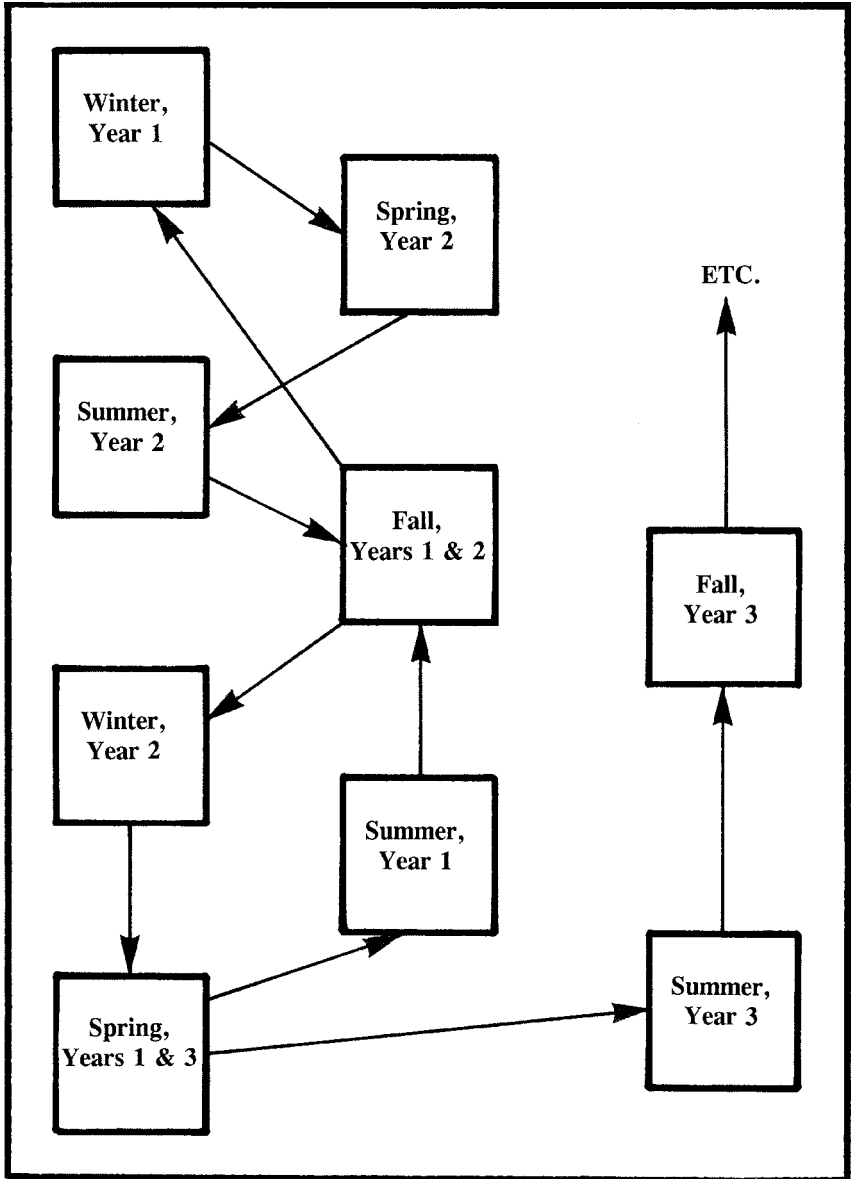 Winter,
Year 1
Spring,
Year 2
ETC.
Summer,
Year 2
Fall,
Years 1 & 2
Fall,
Year 3
Winter,
Year 2
Summer,
Year 1
Summer,
Year 3
Spring,
Years 1 & 3